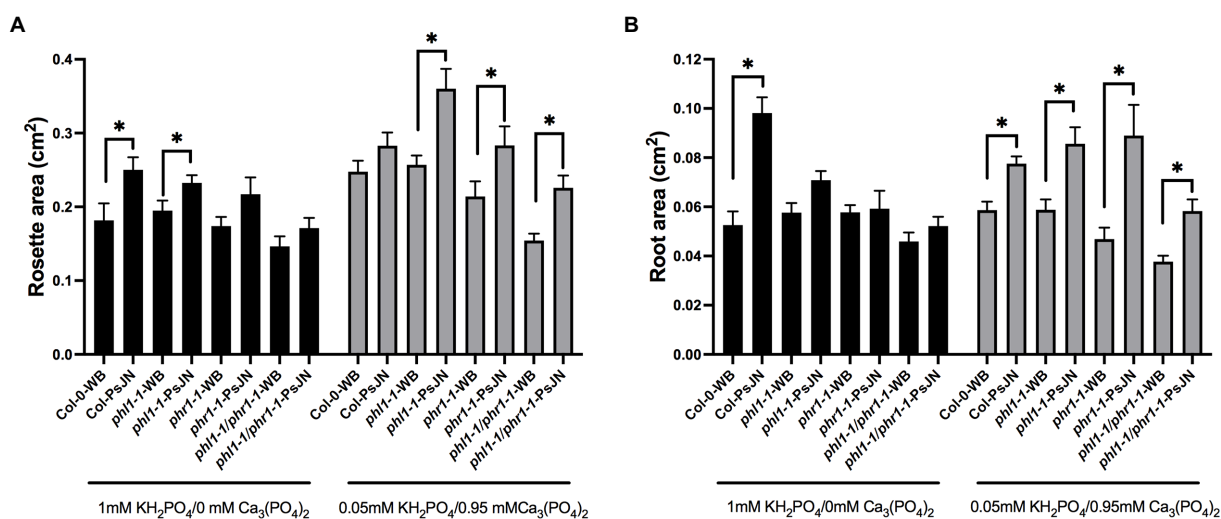 A
Rosette area (cm2)
0.4
0.3
0.2
0.1
0.0
*
*
*
*
*
Col-0-WB
Col-PsJN
phl1-1-WB
phl1-1-PsJN
phr1-1-WB
phr1-1-PsJN
phl1-1/phr1-1-WB
phl1-1/phr1-1-PsJN
Col-0-WB
Col-PsJN
phl1-1-WB
phl1-1-PsJN
phr1-1-WB
phr1-1-PsJN
phl1-1/phr1-1-WB
phl1-1/phr1-1-PsJN
1mM KH2PO4/0 mM Ca3(PO4)2
0.05mM KH2PO4/0.95 mMCa3(PO4)2
B
Root area (cm2)
0.12
0.10
0.08
0.06
0.04
0.02
0.00
*
*
*
*
*
Col-0-WB
Col-PsJN
phl1-1-WB
phl1-1-PsJN
phr1-1-WB
phr1-1-PsJN
phl1-1/phr1-1-WB
phl1-1/phr1-1-PsJN
Col-0-WB
Col-PsJN
phl1-1-WB
phl1-1-PsJN
phr1-1-WB
phr1-1-PsJN
phl1-1/phr1-1-WB
phl1-1/phr1-1-PsJN
1mM KH2PO4/0mM Ca3(PO4)2
0.05mM KH2PO4/0.95mM Ca3(PO4)2